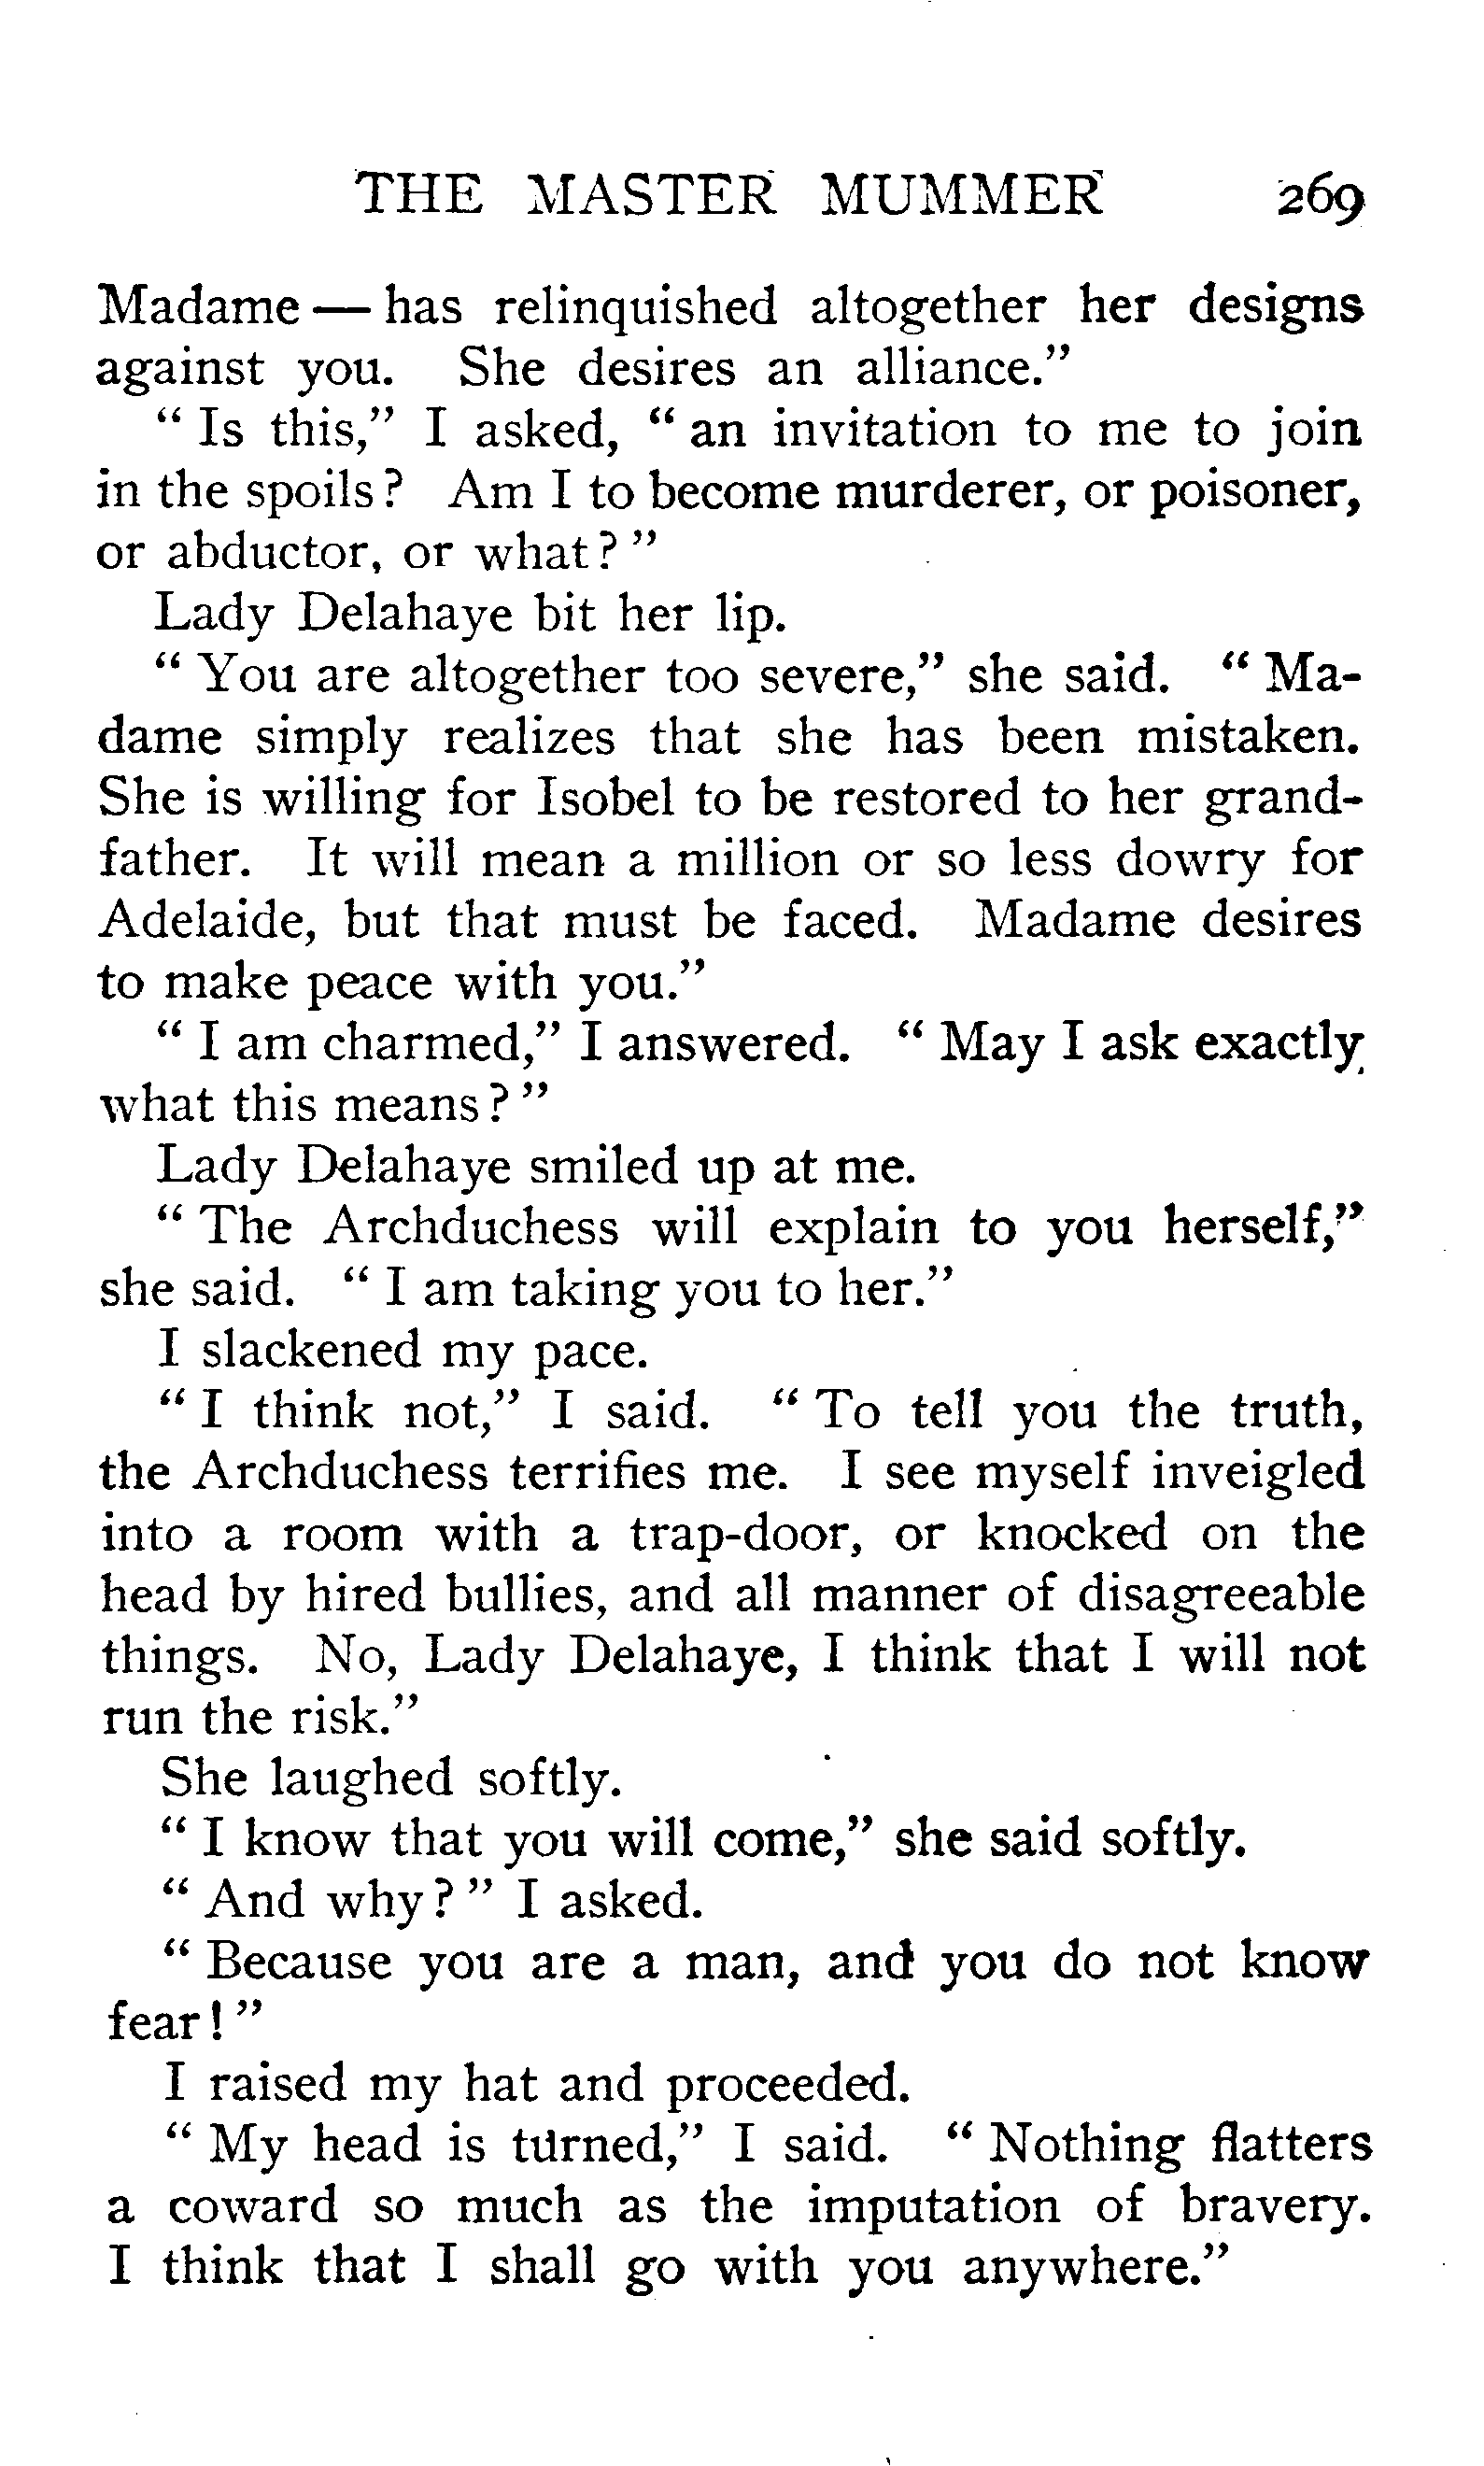 THE MASTER MUMMER 269
Madame — has relinquished altogether her designs
against you. She desires an alliance."
" Is this," I asked, " an invitation to me to join
in the spoils ? Am I to become murderer, or poisoner,
or abductor, or what ? "
Lady Delahaye bit her lip.
" You are altogether too severe," she said. " Ma-
dame simply realizes that she has been mistaken.
She is willing for Isobel to be restored to her grand-
father. It will mean a million or so less dowry for
Adelaide, but that must be faced. Madame desires
to make peace with you."
" I am charmed," I answered. " May I ask exactly
what this means ? "
Lady Delahaye smiled up at me.
" The Archduchess will explain to you herself,"
she said. " I am taking you to her."
I slackened my pace.
" I think not," I said. " To tell you the truth,
the Archduchess terrifies me. I see myself inveigled
into a room with a trap-door, or knocked on the
head by hired bullies, and all manner of disagreeable
things. No, Lady Delahaye, I think that I will not
run the risk."
She laughed softly.
" I know that you will come," she said softly.
" And why ? " I asked.
" Because you are a man, and you do not know
fear ! "
I raised my hat and proceeded.
" My head is turned," I said. " Nothing flatters
a coward so much as the imputation of bravery.
I think that I shall go with you anywhere."